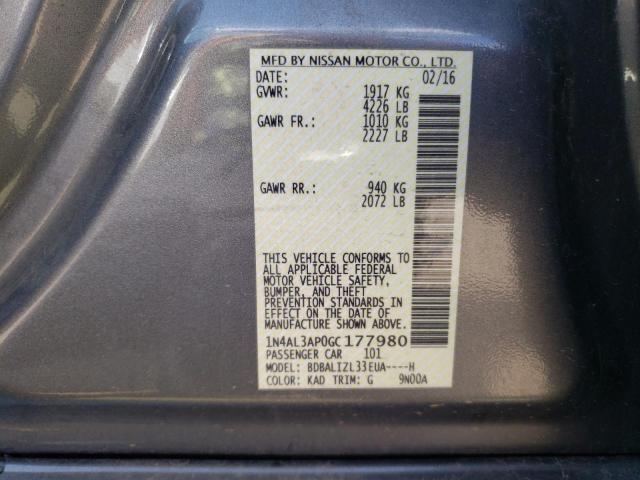 MFD BY NISSAN MOTOR CO., LTD.
DATE: 02/16
GVWR: 1917 KG
4226 LB
GAWR FR.: 1010 KG
2227 LB
GAWR RR.: 940 KG
2072 LB
THIS VEHICLE CONFORMS TO
ALL APPLICABLE FEDERAL
MOTOR VEHICLE SAFETY,
BUMPER, AND THEFT
PREVENTION STANDARDS IN
EFFECT ON THE DATE OF
MANUFACTURE SHOWN ABOVE.
1N4AL3AP0GC177980
PASSENGER CAR 101
MODEL: BDBALIZL33EUA----H
COLOR: KAD TRIM: G 9N00A